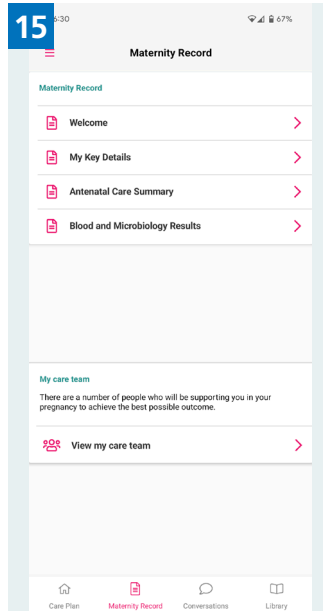 15
6:30
67%
Maternity Record
Maternity Record
Welcome
My Key Details
Antenatal Care Summary
Blood and Microbiology Results
My care team
There are a number of people who will be supporting you in your
pregnancy to achieve the best possible outcome.
View my care team
Care Plan
Maternity Record
Conversations
Library